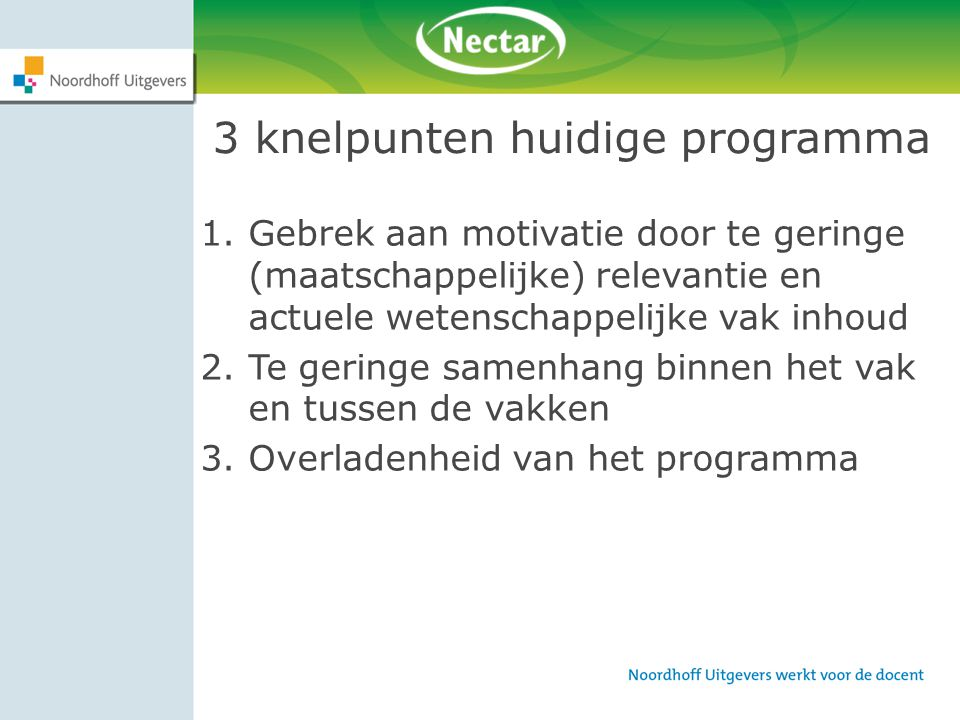 Nectar
Noordhoff Uitgevers
3 knelpunten huidige programma
1. Gebrek aan motivatie door te geringe
(maatschappelijke) relevantie en
actuele wetenschappelijke vak inhoud
2. Te geringe samenhang binnen het vak
en tussen de vakken
3. Overladenheid van het programma
Noordhoff Uitgevers werkt voor de docent